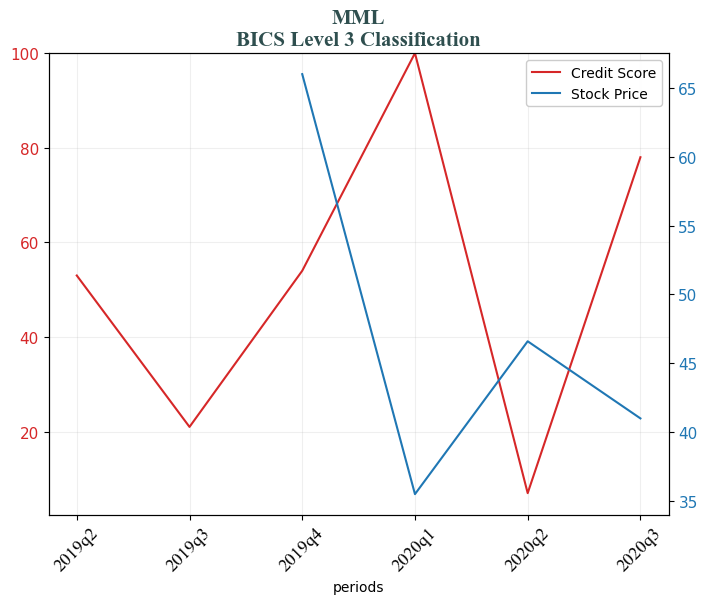 MML
BICS Level 3 Classification
Credit Score
Stock Price
100
80
60
40
20
65
60
55
50
45
40
35
2019q2
2019q3
2019q4
2020q1
2020q2
2020q3
periods